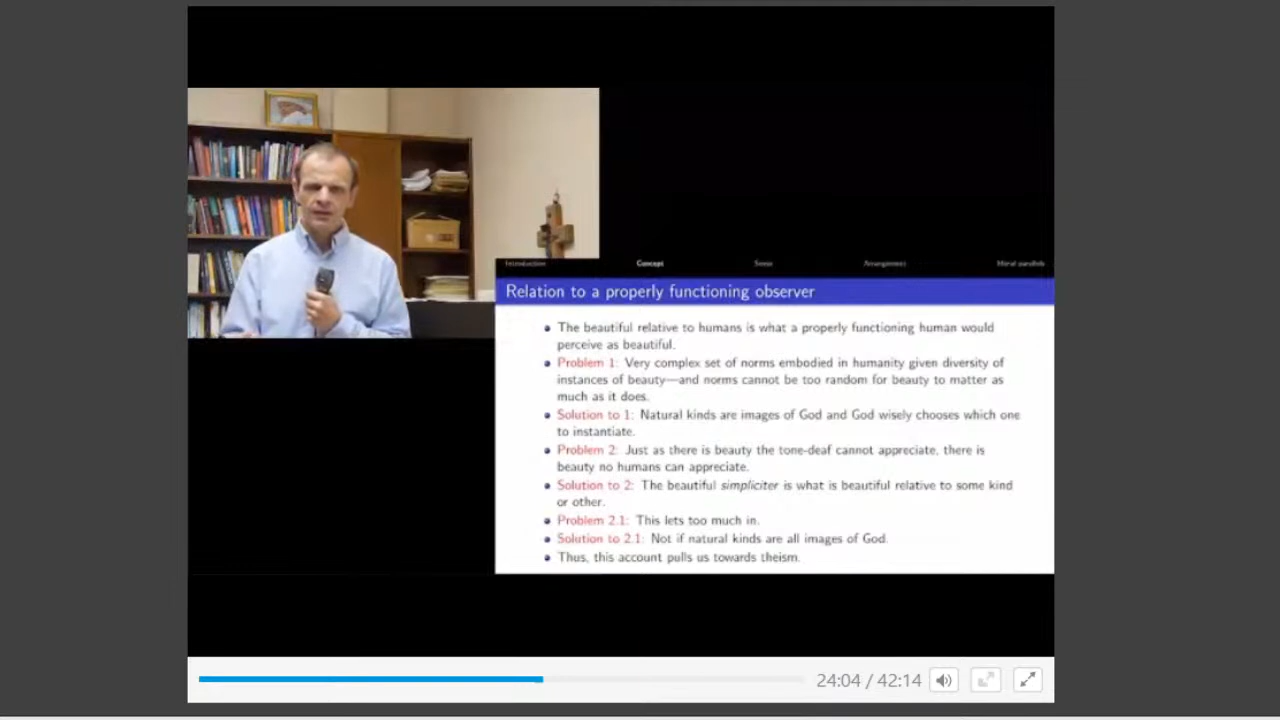 Introduction Concept Sense Arrangement Moral parallels
Relation to a properly functioning observer
The beautiful relative to humans is what a properly functioning human would
perceive as beautiful.
Problem 1: Very complex set of norms embodied in humanity given diversity of
instances of beauty—and norms cannot be too random for beauty to matter as
much as it does.
Solution to 1: Natural kinds are images of God and God wisely chooses which one
to instantiate.
Problem 2: Just as there is beauty the tone-deaf cannot appreciate, there is
beauty no humans can appreciate.
Solution to 2: The beautiful simpliciter is what is beautiful relative to some kind
or other.
Problem 2.1: This lets too much in.
Solution to 2.1: Not if natural kinds are all images of God.
Thus, this account pulls us towards theism.
24:04 / 42:14